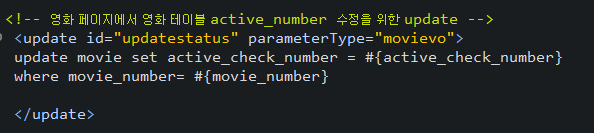 <!-- 영화 페이지에서 영화 테이블 active_number 수정을 위한 update -->
<update id="updatestatus" parameterType="movievo">
update movie set active_check_number = #{active_check_number}
where movie_number= #{movie_number}
</update>